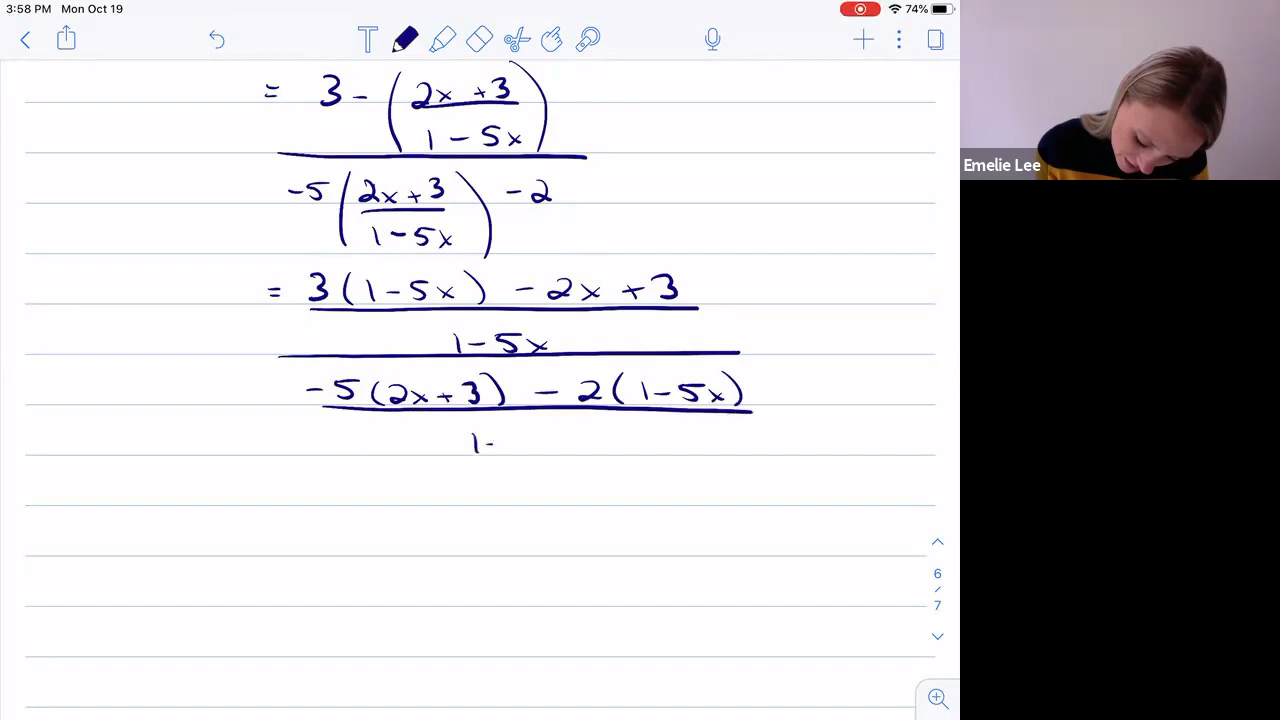 3:58 PM Mon Oct 19
74%
T
= 3 - ( 2x + 3
1 - 5x )
-5 ( 2x + 3
1 - 5x ) - 2
= 3 ( 1 - 5x ) - 2x + 3
1 - 5x
-5 ( 2x + 3 ) - 2 ( 1 - 5x )
1 -
Emelie Lee
6
/
7